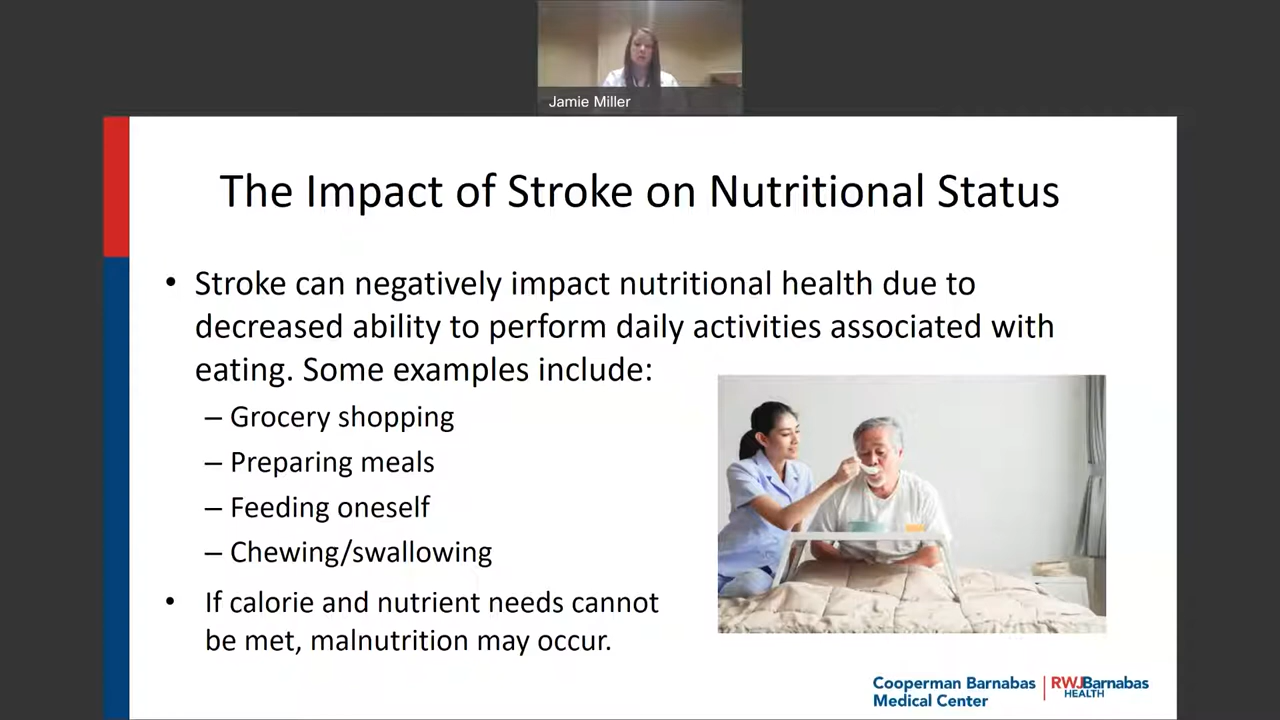 Jamie Miller
The Impact of Stroke on Nutritional Status
• Stroke can negatively impact nutritional health due to
decreased ability to perform daily activities associated with
eating. Some examples include:
– Grocery shopping
– Preparing meals
– Feeding oneself
– Chewing/swallowing
• If calorie and nutrient needs cannot
be met, malnutrition may occur.
Cooperman Barnabas
Medical Center
RWJBarnabas
HEALTH